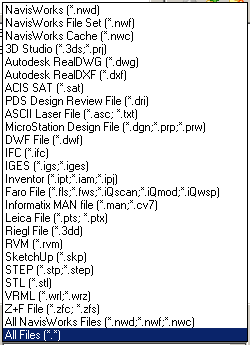 NavisWorks (*.nwd)
NavisWorks File Set (*.nwf)
NavisWorks Cache (*.nwc)
3D Studio (*.3ds;*.prj)
Autodesk RealDWG (*.dwg)
Autodesk RealDXF (*.dxf)
ACIS SAT (*.sat)
PDS Design Review File (*.dri)
ASCII Laser File (*.asc; *.txt)
MicroStation Design File (*.dgn;*.prp;*.prw)
DWF File (*.dwf)
IFC (*.ifc)
IGES (*.igs;*.iges)
Inventor (*.ipt;*.iam;*.ipj)
Faro File (*.fls;*.fws;*.iQscan;*.iQmod;*.iQwsp)
Informatix MAN file (*.man;*.cv7)
Leica File (*.pts; *.ptx)
Riegl File (*.3dd)
RVM (*.rvm)
SketchUp (*.skp)
STEP (*.stp;*.step)
STL (*.stl)
VRML (*.wrl;*.wrz)
Z+F File (*.zfc; *.zfs)
All NavisWorks Files (*.nwd;*.nwf;*.nwc)
All Files (*.*)